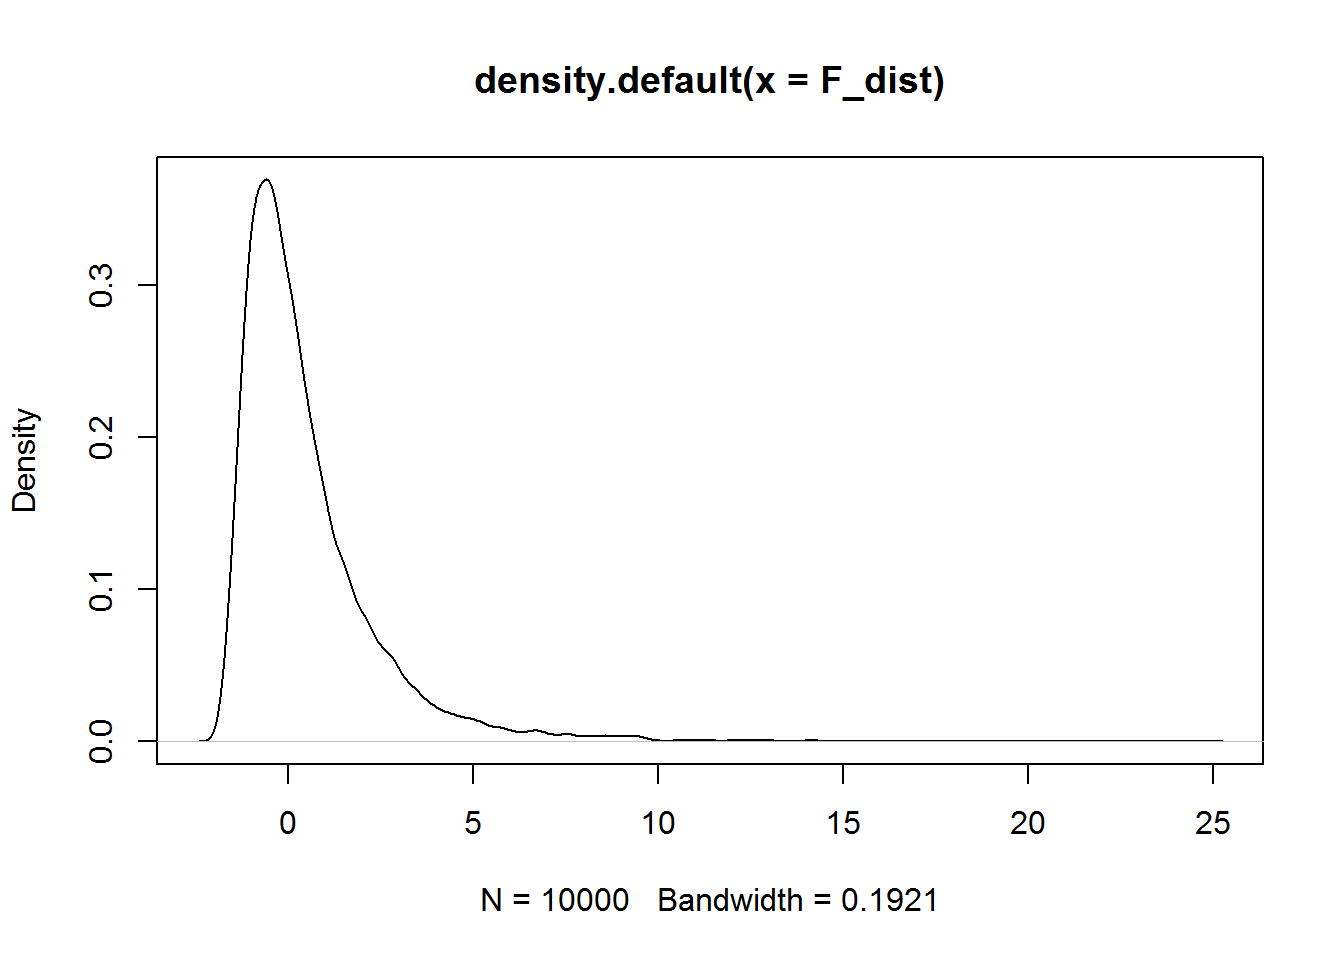 density.default(x = F_dist)
Density
0.0
0.1
0.2
0.3
0 5 10 15 20 25
N = 10000 Bandwidth = 0.1921